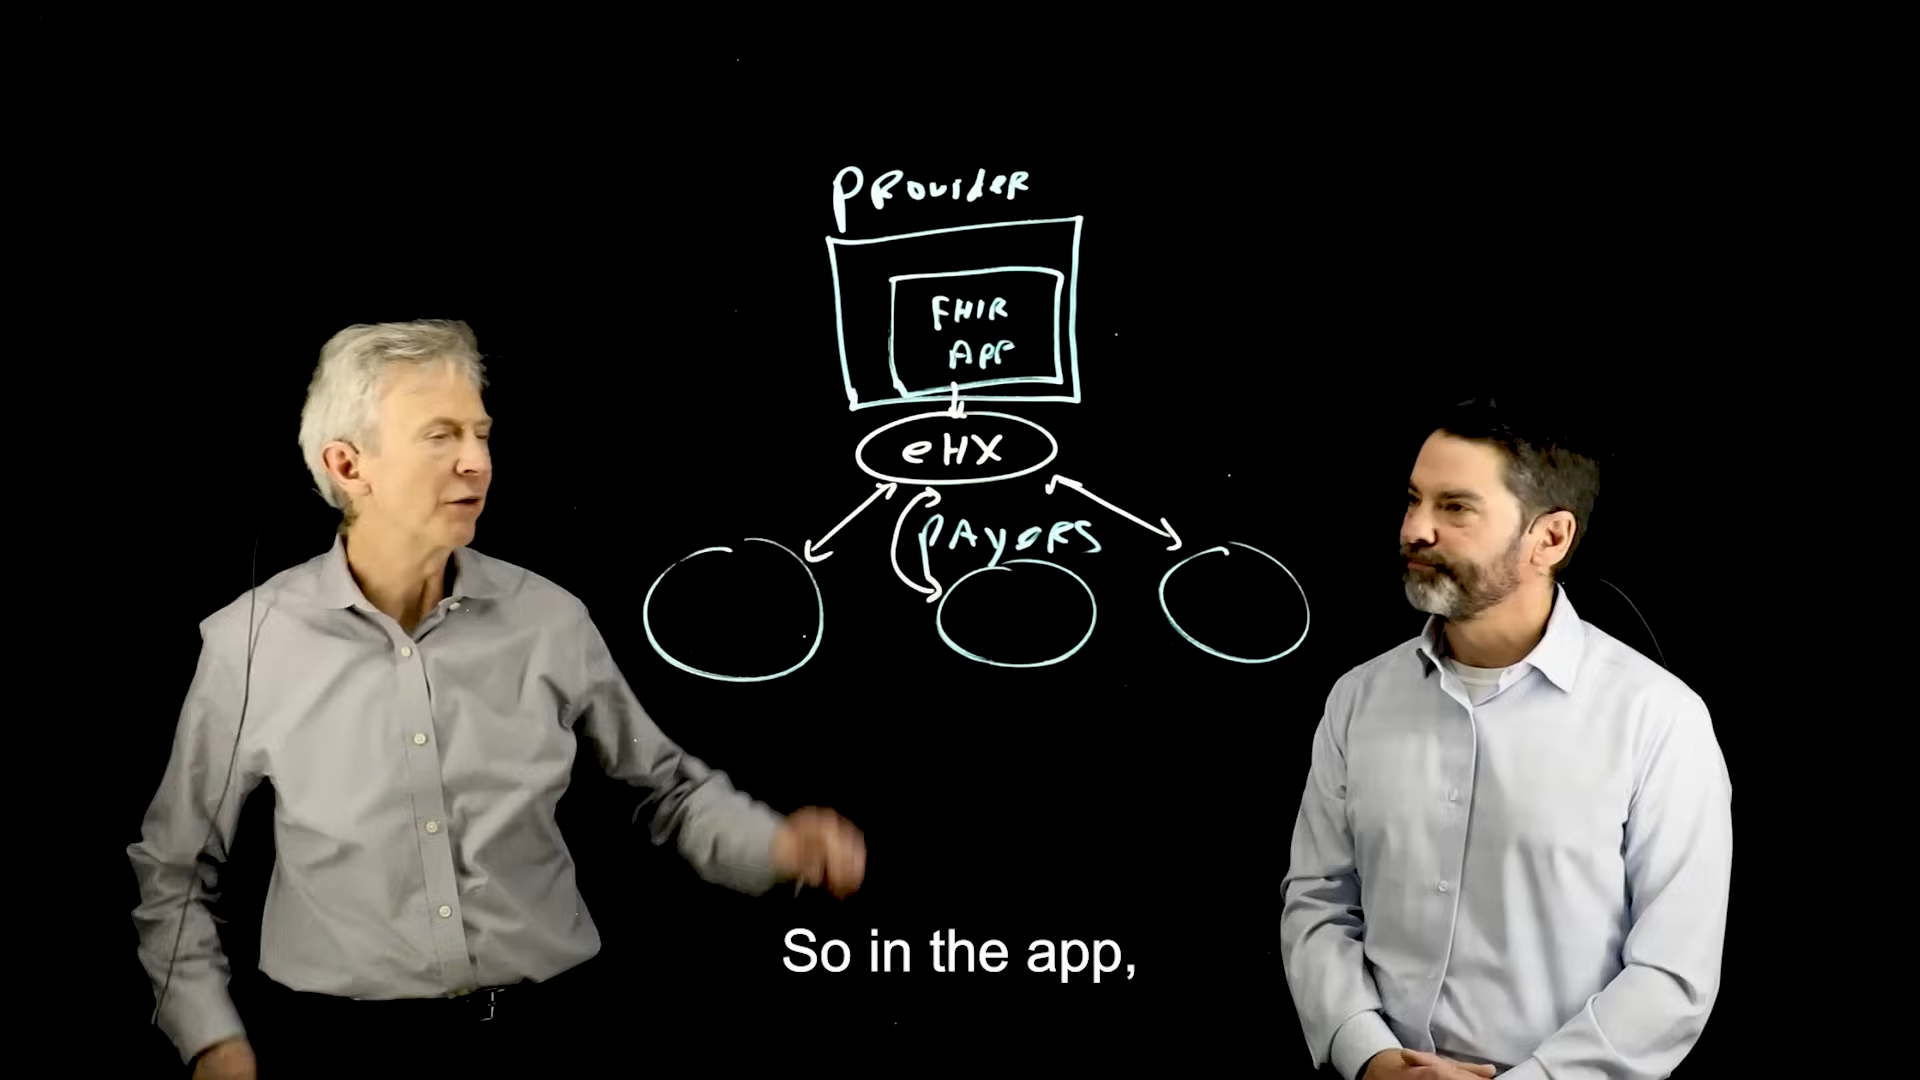 PROVIDER
FHIR
APP
eHX
PAYORS
So in the app,